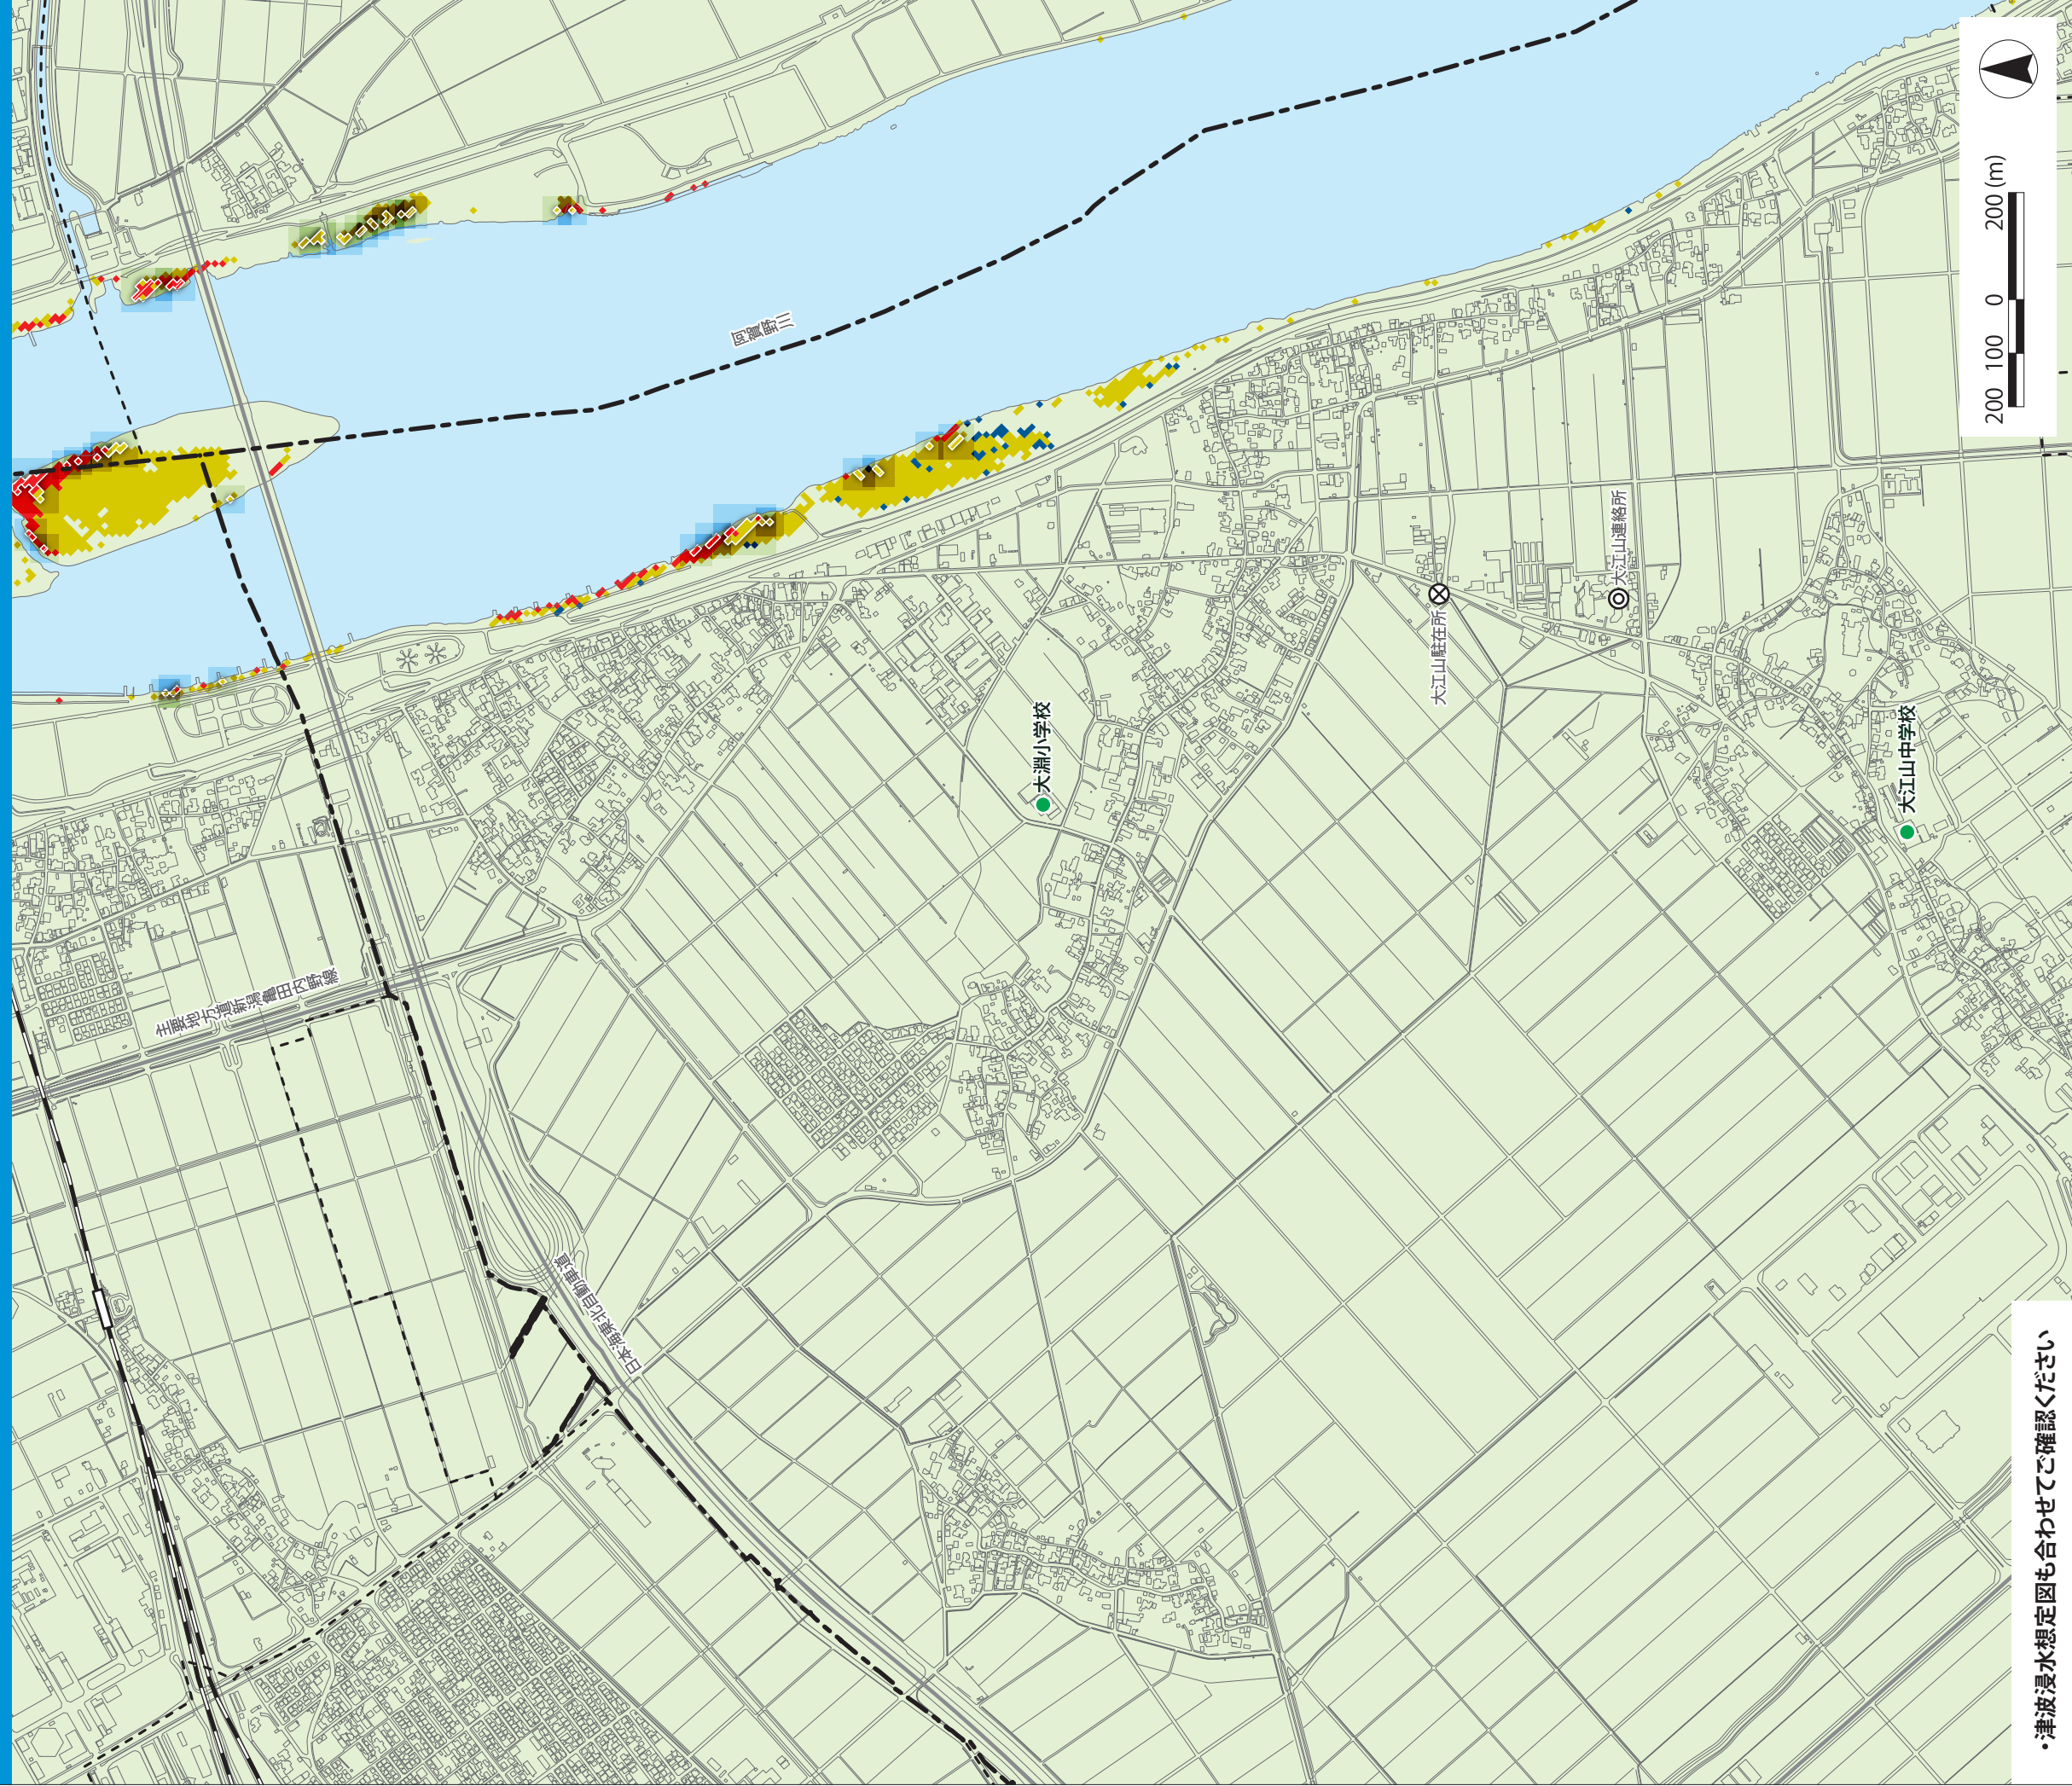 阿賀野川
大江山連絡所
大江山駐在所
大淵小学校
大江山中学校
主要地方道新潟亀田内野線
日本海東北自動車道
200 100 0 200 (m)
・津波浸水想定図も合わせてご確認ください